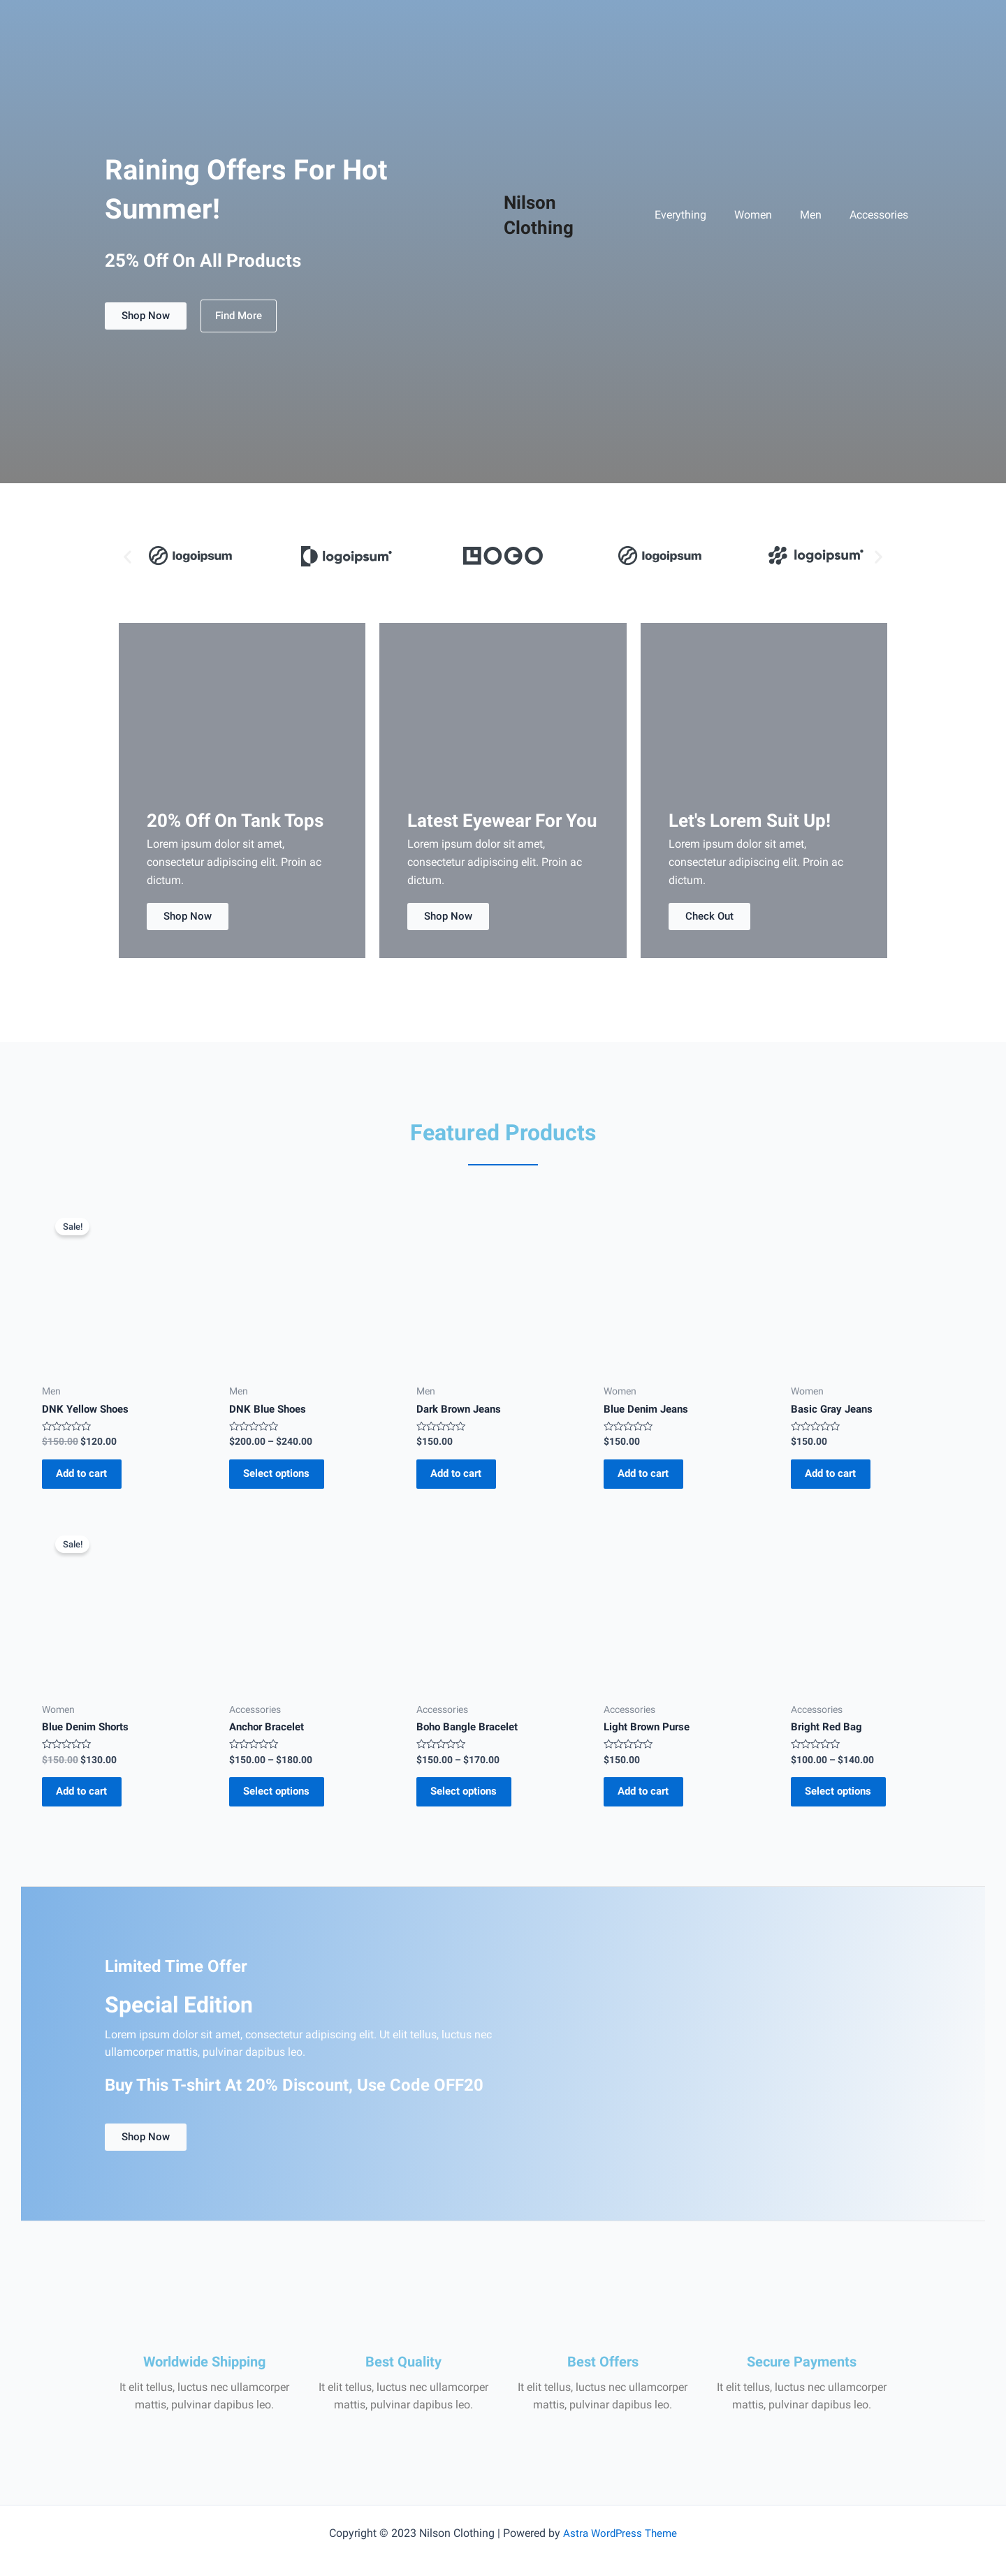 Raining Offers For Hot
Summer!
25% Off On All Products
Shop Now
Find More
Nilson
Clothing
Everything
Women
Men
Accessories
logoipsum
logoipsum
LOGO
logoipsum
logoipsum
20% Off On Tank Tops
Lorem ipsum dolor sit amet,
consectetur adipiscing elit. Proin ac
dictum.
Shop Now
Latest Eyewear For You
Lorem ipsum dolor sit amet,
consectetur adipiscing elit. Proin ac
dictum.
Shop Now
Let's Lorem Suit Up!
Lorem ipsum dolor sit amet,
consectetur adipiscing elit. Proin ac
dictum.
Check Out
Featured Products
Sale!
Men
DNK Yellow Shoes
$150.00 $120.00
Add to cart
Men
DNK Blue Shoes
$200.00 – $240.00
Select options
Men
Dark Brown Jeans
$150.00
Add to cart
Women
Blue Denim Jeans
$150.00
Add to cart
Women
Basic Gray Jeans
$150.00
Add to cart
Sale!
Women
Blue Denim Shorts
$150.00 $130.00
Add to cart
Accessories
Anchor Bracelet
$150.00 – $180.00
Select options
Accessories
Boho Bangle Bracelet
$150.00 – $170.00
Select options
Accessories
Light Brown Purse
$150.00
Add to cart
Accessories
Bright Red Bag
$100.00 – $140.00
Select options
Limited Time Offer
Special Edition
Lorem ipsum dolor sit amet, consectetur adipiscing elit. Ut elit tellus, luctus nec
ullamcorper mattis, pulvinar dapibus leo.
Buy This T-shirt At 20% Discount, Use Code OFF20
Shop Now
Worldwide Shipping
It elit tellus, luctus nec ullamcorper
mattis, pulvinar dapibus leo.
Best Quality
It elit tellus, luctus nec ullamcorper
mattis, pulvinar dapibus leo.
Best Offers
It elit tellus, luctus nec ullamcorper
mattis, pulvinar dapibus leo.
Secure Payments
It elit tellus, luctus nec ullamcorper
mattis, pulvinar dapibus leo.
Copyright © 2023 Nilson Clothing | Powered by Astra WordPress Theme